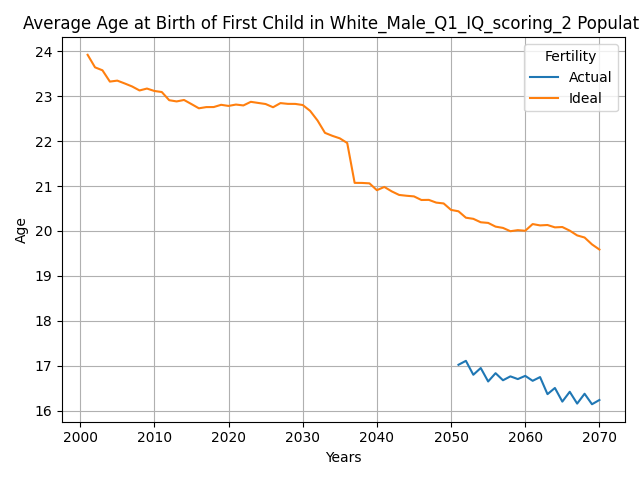 Average Age at Birth of First Child in White_Male_Q1_IQ_scoring_2 Populat
Fertility
Actual
Ideal
24
23
22
21
20
19
18
17
16
Age
2000 2010 2020 2030 2040 2050 2060 2070
Years